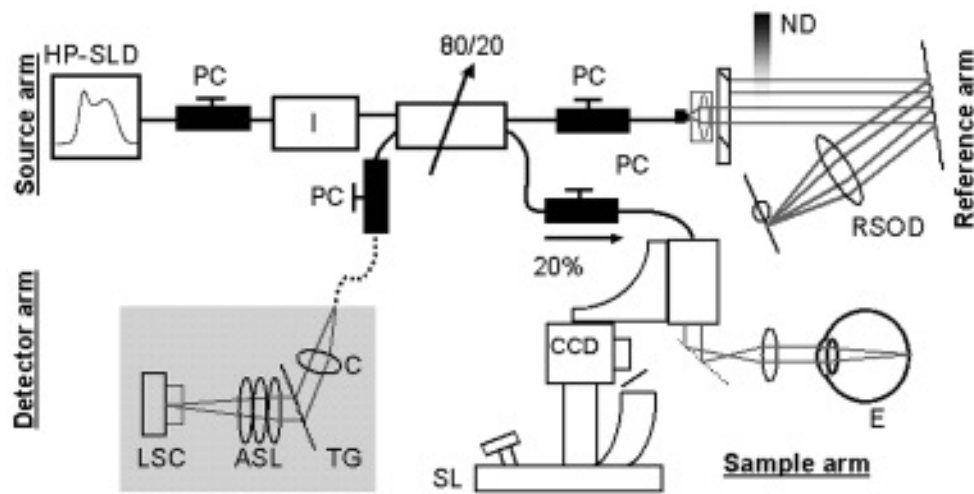 HP-SLD
PC
I
80/20
PC
ND
Source arm
Reference arm
PC
PC
RSOD
20%
Detector arm
C
CCD
E
LSC
ASL
TG
SL
Sample arm